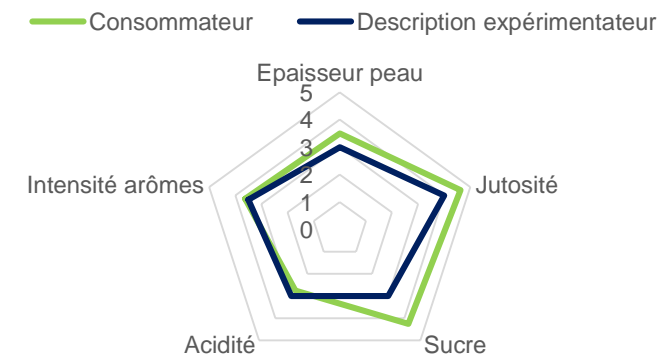 Consommateur Description expérimentateur
Epaisseur peau
5
4
3
2
1
0
Intensité arômes
Jutosité
Acidité
Sucre